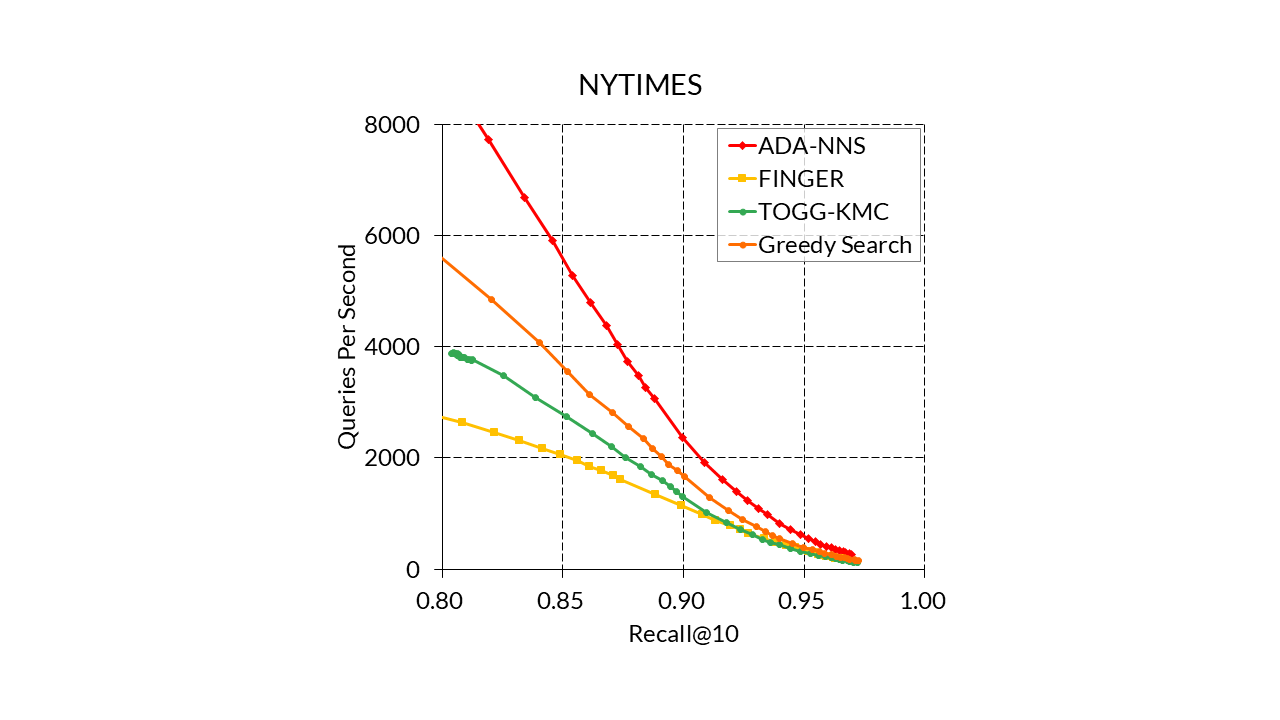 NYTIMES
8000
6000
4000
2000
0
Queries Per Second
ADA-NNS
FINGER
TOGG-KMC
Greedy Search
0.80 0.85 0.90 0.95 1.00
Recall@10